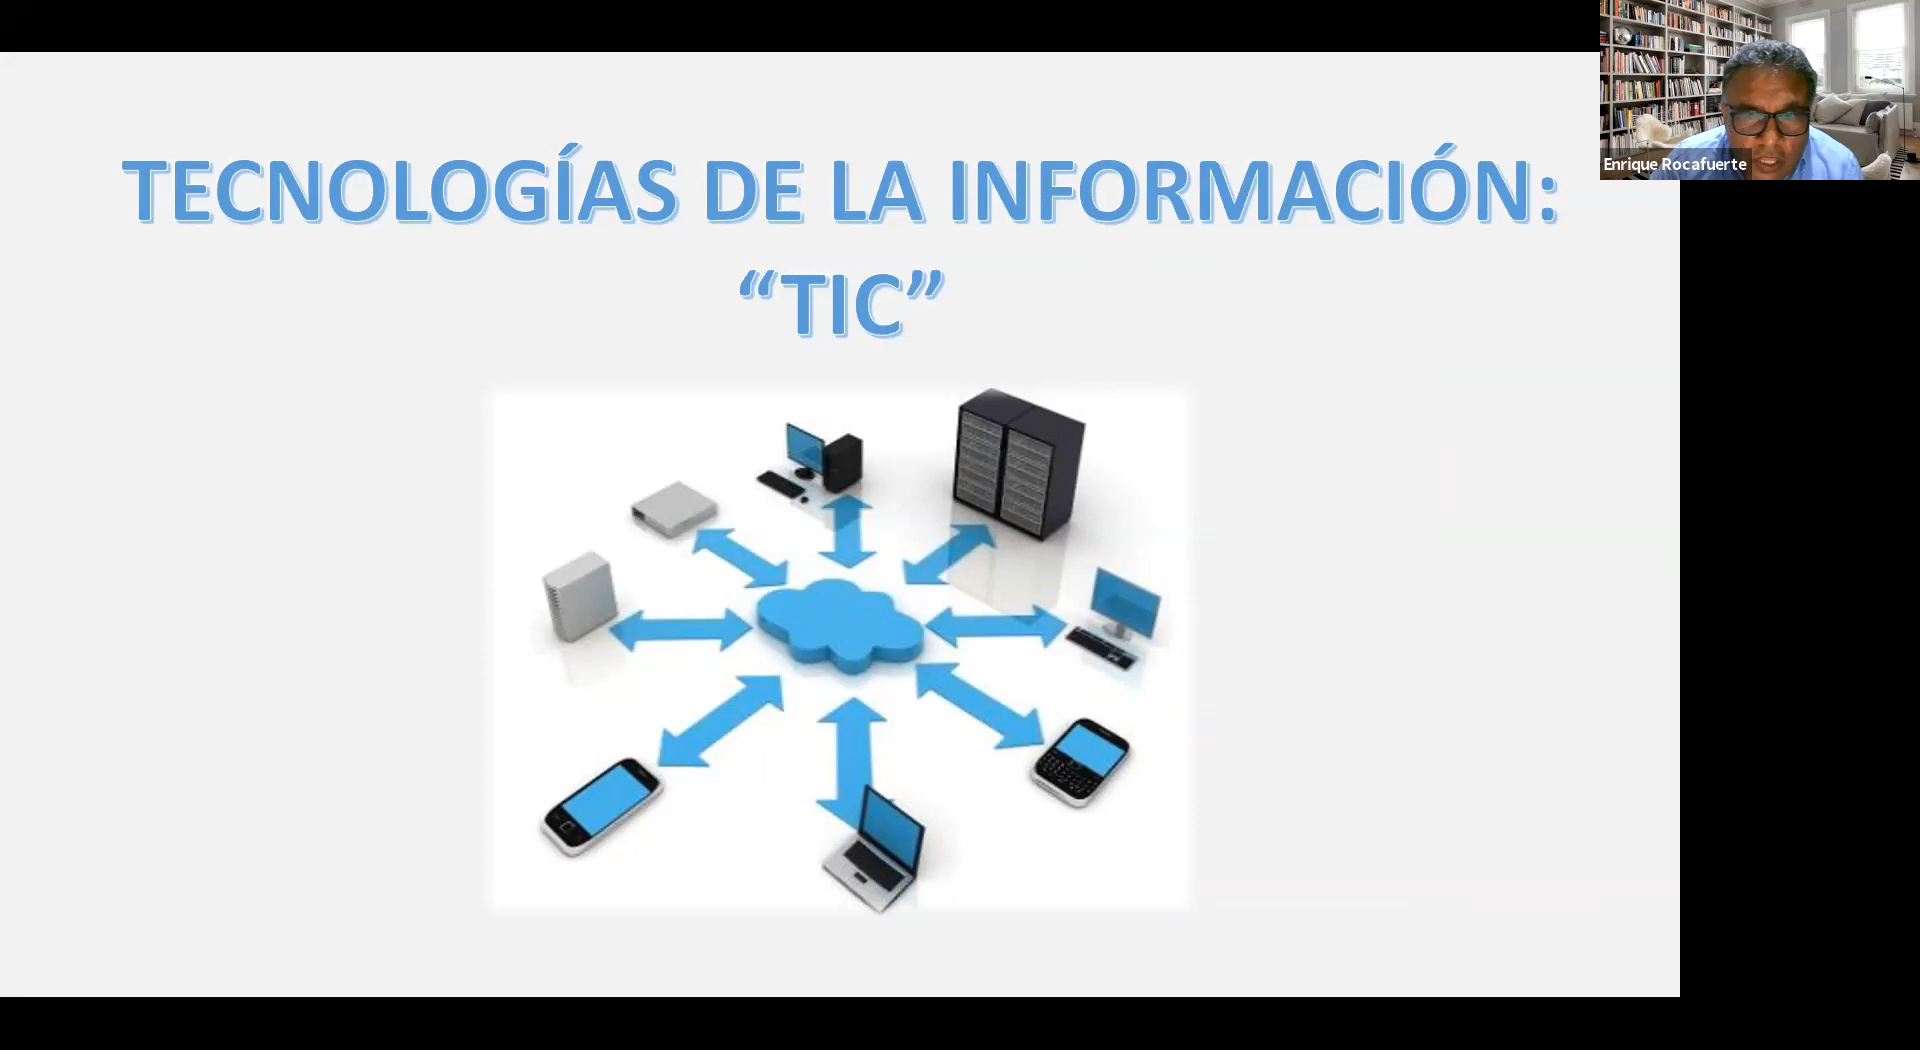 TECNOLOGÍAS DE LA INFORMACIÓN:
“TIC”
Enrique Rocafuerte